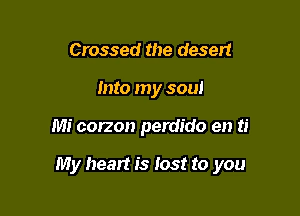 Crossed the desert
Into my soul
Mi corzon perdido en ti
My heart is lost to you